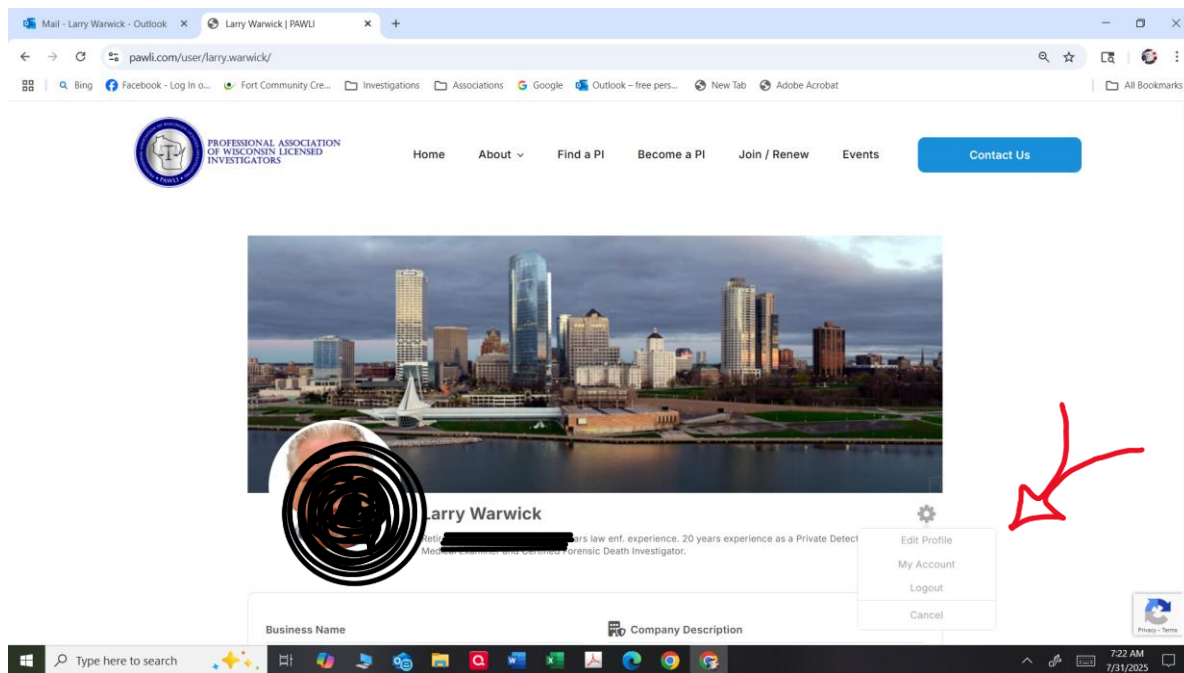 Mail - Larry Warwick - Outlook
Larry Warwick | PAWLI
pawli.com/user/larry.warwick/
Bing
Facebook - Log In o...
Fort Community Cre...
Investigations
Associations
Google
Outlook – free pers...
New Tab
Adobe Acrobat
All Bookmarks
PROFESSIONAL ASSOCIATION
OF WISCONSIN LICENSED
INVESTIGATORS
PAWLI
Home
About
Find a PI
Become a PI
Join / Renew
Events
Contact Us
Larry Warwick
law enf. experience. 20 years experience as a Private Detect
Medical Examiner and Certified Forensic Death Investigator.
Edit Profile
My Account
Logout
Cancel
Business Name
Company Description
Privacy - Terms
Type here to search
7:22 AM
7/31/2025